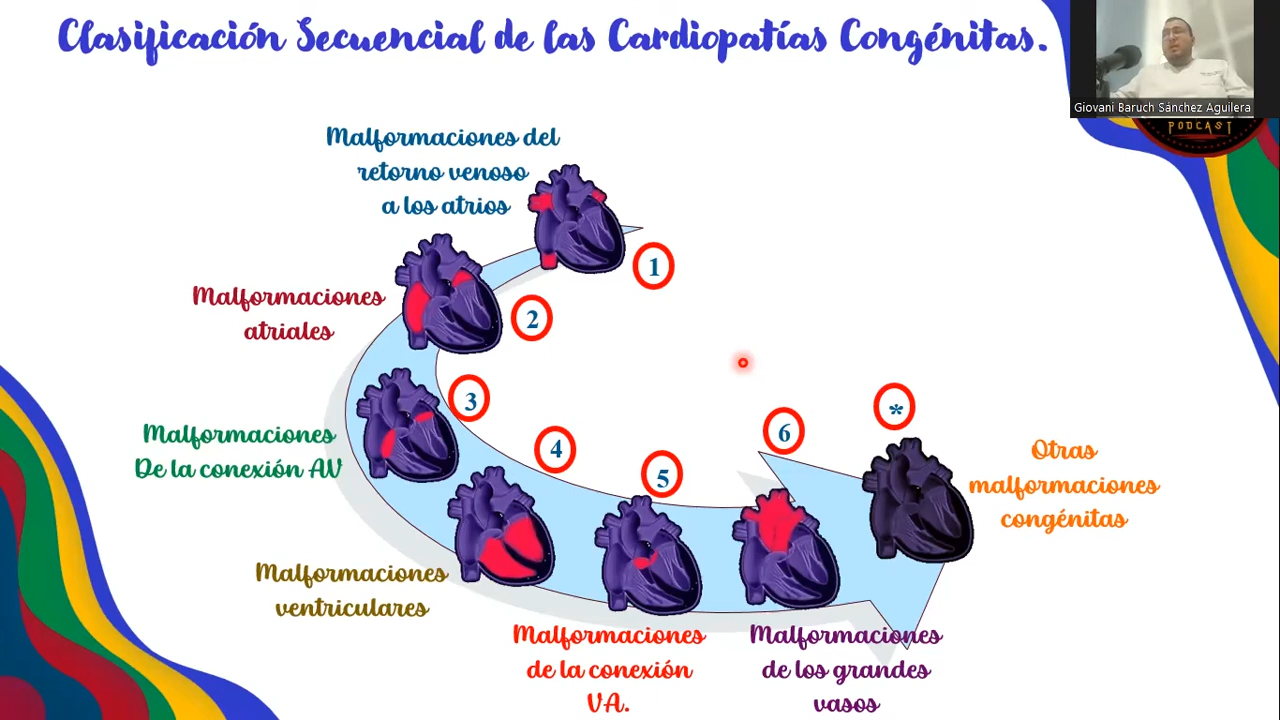 Clasificación Secuencial de las Cardiopatías Congénitas.
Giovani Baruch Sánchez Aguilera
PODCAST
Malformaciones del
retorno venoso
a los atrios
1
Malformaciones
atriales
2
Malformaciones
De la conexión AV
3
Malformaciones
ventriculares
4
Malformaciones
de la conexión
VA.
5
Malformaciones
de los grandes
vasos
6
*
Otras
malformaciones
congénitas